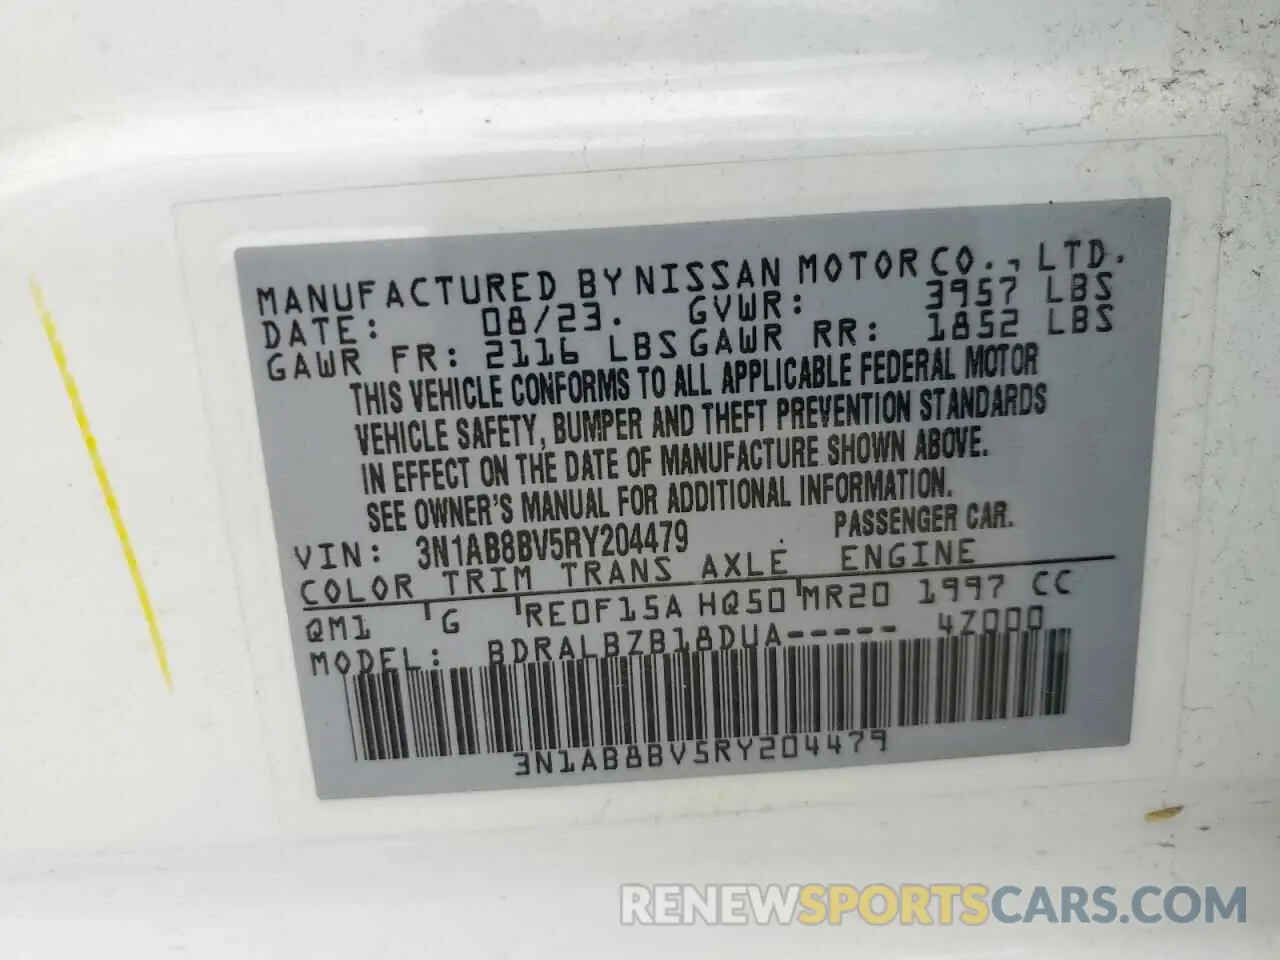 MANUFACTURED BY NISSAN MOTOR CO., LTD.
DATE: 08/23. GVWR: 3957 LBS
GAWR FR: 2116 LBS GAWR RR: 1852 LBS
THIS VEHICLE CONFORMS TO ALL APPLICABLE FEDERAL MOTOR
VEHICLE SAFETY, BUMPER AND THEFT PREVENTION STANDARDS
IN EFFECT ON THE DATE OF MANUFACTURE SHOWN ABOVE.
SEE OWNER'S MANUAL FOR ADDITIONAL INFORMATION.
VIN: 3N1AB8BV5RY204479 PASSENGER CAR.
COLOR TRIM TRANS AXLE ENGINE
QM1 G RE0F15A HQ50 MR20 1997 CC
MODEL: BDRALBZB18DUA----- 4Z000
3N1AB8BV5RY204479
RENEWSPORTSCARS.COM